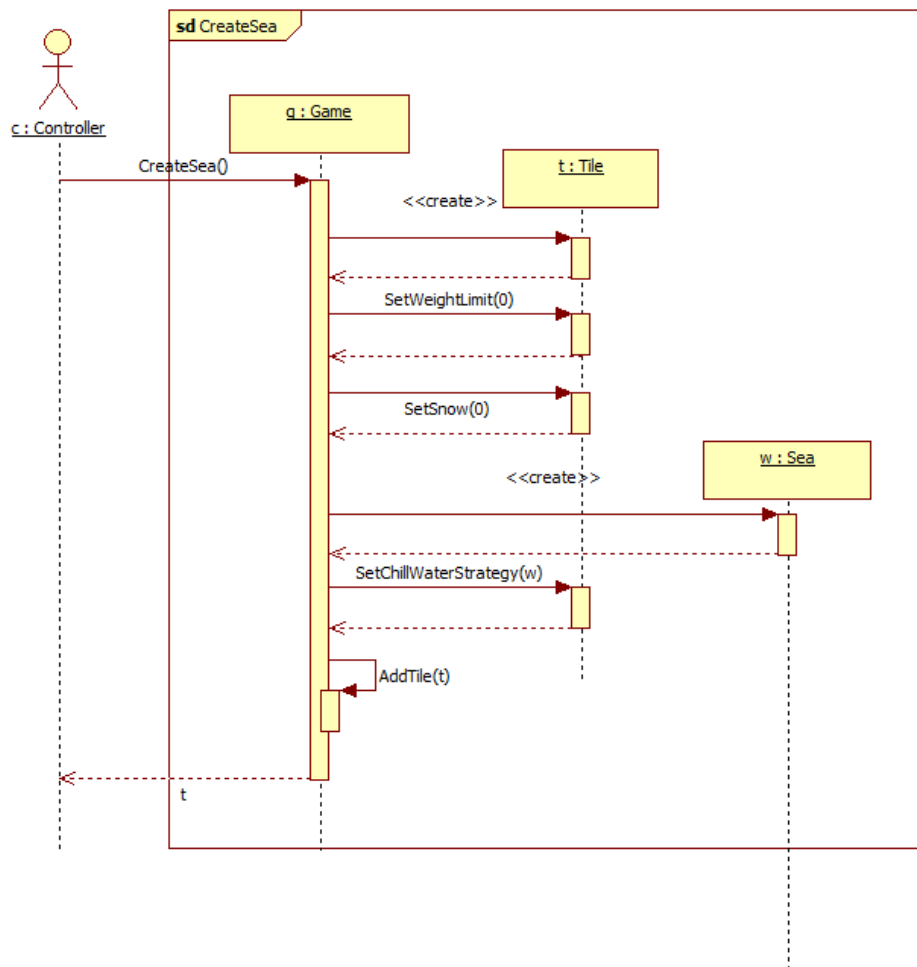 sd CreateSea
g : Game
c : Controller
t : Tile
CreateSea()
<<create>>
SetWeightLimit(0)
SetSnow(0)
w : Sea
<<create>>
SetChillWaterStrategy(w)
AddTile(t)
t